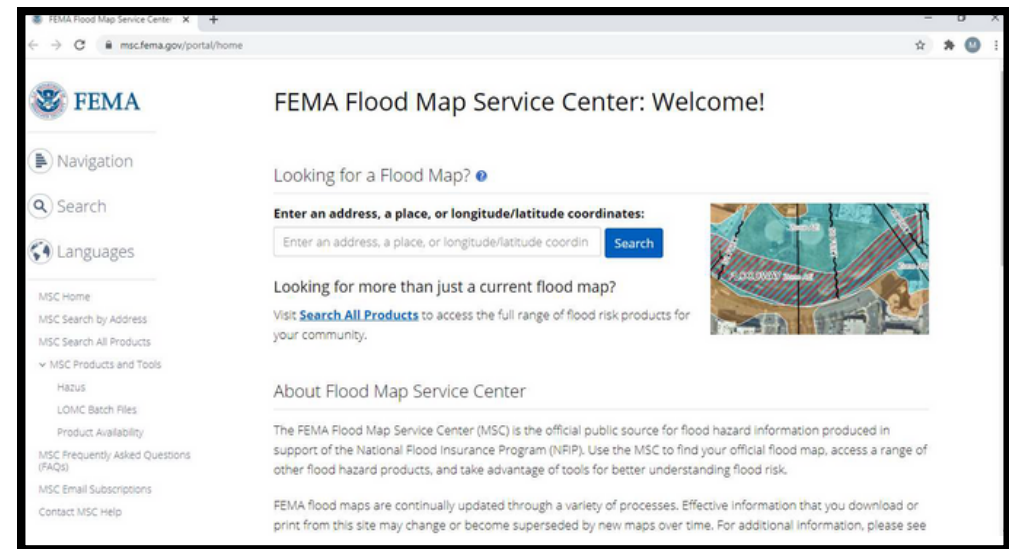 FEMA Flood Map Service Center
msc.fema.gov/portal/home
M
FEMA
Navigation
Search
Languages
MSC Home
MSC Search by Address
MSC Search All Products
MSC Products and Tools
Hazus
LOMC Batch Files
Product Availability
MSC Frequently Asked Questions
(FAQs)
MSC Email Subscriptions
Contact MSC Help
FEMA Flood Map Service Center: Welcome!
Looking for a Flood Map?
Enter an address, a place, or longitude/latitude coordinates:
Enter an address, a place, or longitude/latitude coordin
Search
Looking for more than just a current flood map?
Visit Search All Products to access the full range of flood risk products for
your community.
FLOODWAY
About Flood Map Service Center
The FEMA Flood Map Service Center (MSC) is the official public source for flood hazard information produced in
support of the National Flood Insurance Program (NFIP). Use the MSC to find your official flood map, access a range of
other flood hazard products, and take advantage of tools for better understanding flood risk.
FEMA flood maps are continually updated through a variety of processes. Effective information that you download or
print from this site may change or become superseded by new maps over time. For additional information, please see